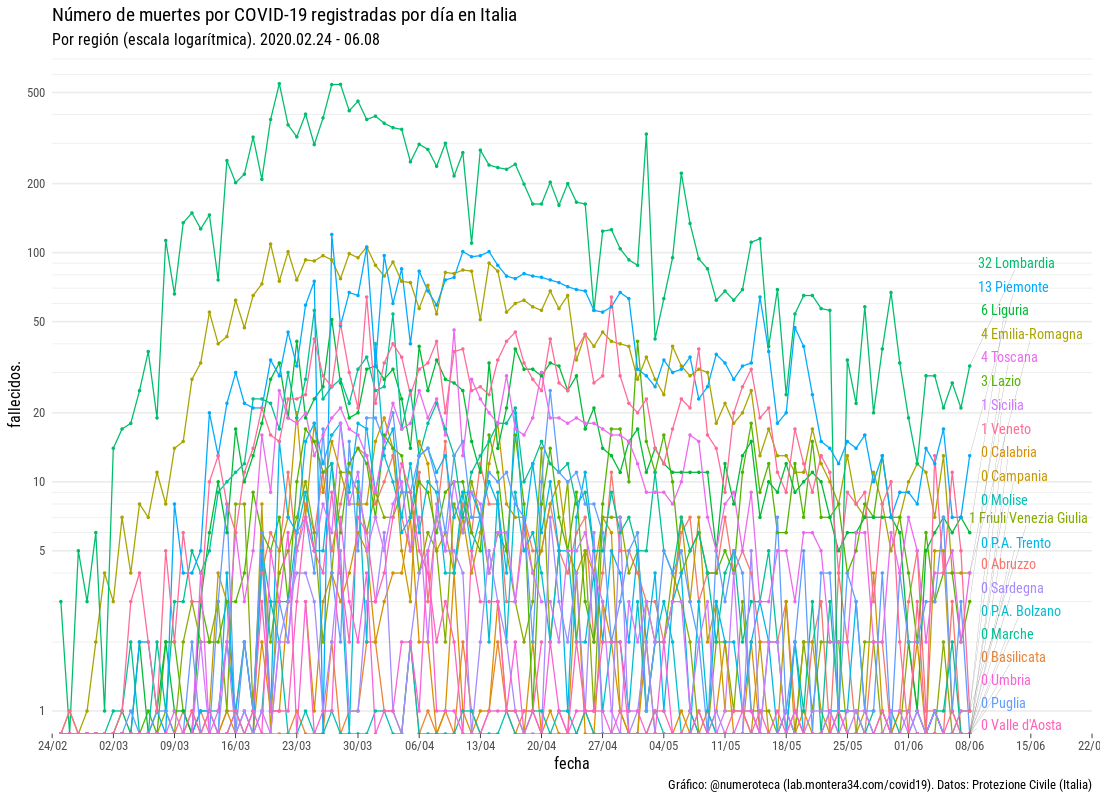 Número de muertes por COVID-19 registradas por día en Italia
Por región (escala logarítmica). 2020.02.24 - 06.08
fallecidos.
500
200
100
50
20
10
5
1
32 Lombardia
13 Piemonte
6 Liguria
4 Emilia-Romagna
4 Toscana
3 Lazio
1 Sicilia
1 Veneto
0 Calabria
0 Campania
0 Molise
1 Friuli Venezia Giulia
0 P.A. Trento
0 Abruzzo
0 Sardegna
0 P.A. Bolzano
0 Marche
0 Basilicata
0 Umbria
0 Puglia
0 Valle d'Aosta
24/02 02/03 09/03 16/03 23/03 30/03 06/04 13/04 20/04 27/04 04/05 11/05 18/05 25/05 01/06 08/06 15/06 22/0
fecha
Gráfico: @numeroteca (lab.montera34.com/covid19). Datos: Protezione Civile (Italia)